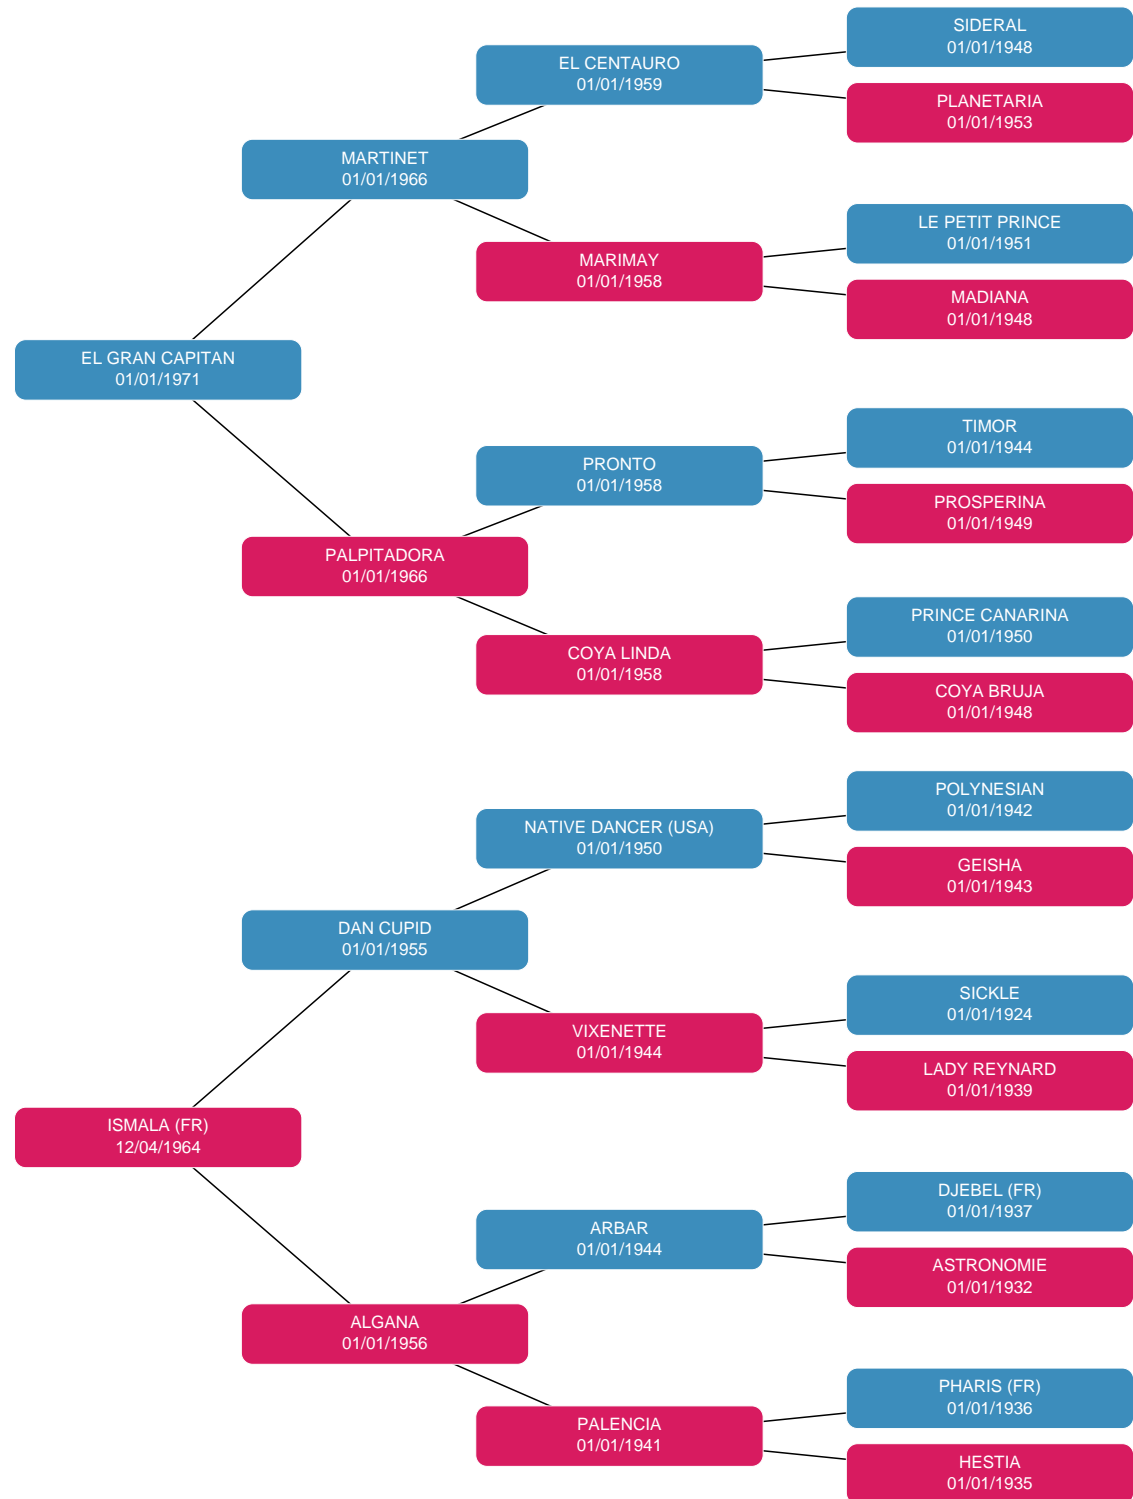 SIDERAL
01/01/1948
EL CENTAURO
01/01/1959
PLANETARIA
01/01/1953
MARTINET
01/01/1966
LE PETIT PRINCE
01/01/1951
MARIMAY
01/01/1958
MADIANA
01/01/1948
EL GRAN CAPITAN
01/01/1971
TIMOR
01/01/1944
PRONTO
01/01/1958
PROSPERINA
01/01/1949
PALPITADORA
01/01/1966
PRINCE CANARINA
01/01/1950
COYA LINDA
01/01/1958
COYA BRUJA
01/01/1948
POLYNESIAN
01/01/1942
NATIVE DANCER (USA)
01/01/1950
GEISHA
01/01/1943
DAN CUPID
01/01/1955
SICKLE
01/01/1924
VIXENETTE
01/01/1944
LADY REYNARD
01/01/1939
ISMALA (FR)
12/04/1964
DJEBEL (FR)
01/01/1937
ARBAR
01/01/1944
ASTRONOMIE
01/01/1932
ALGANA
01/01/1956
PHARIS (FR)
01/01/1936
PALENCIA
01/01/1941
HESTIA
01/01/1935